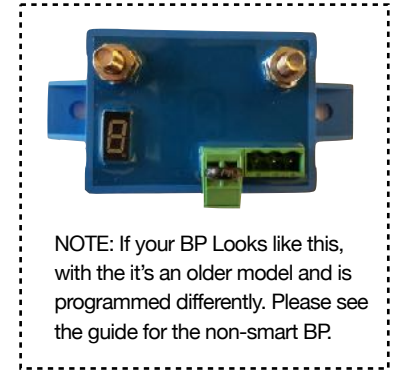 NOTE: If your BP Looks like this,
with the it's an older model and is
programmed differently. Please see
the guide for the non-smart BP.